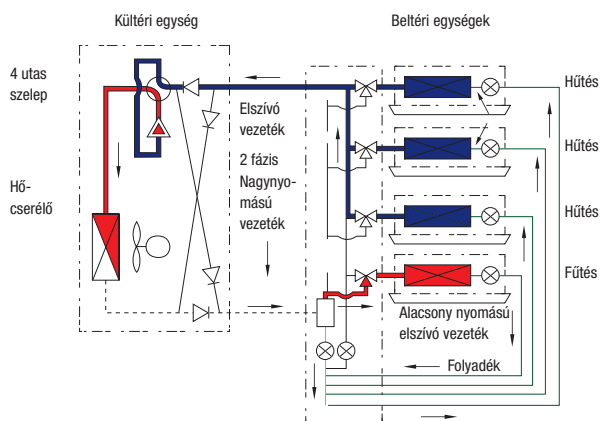 Kültéri egység
Beltéri egységek
4 utas
szelep
Hő-
cserélő
Elszívó
vezeték
2 fázis
Nagynyo-
mású
vezeték
Hűtés
Hűtés
Hűtés
Fűtés
Alacsony nyomású
elszívó vezeték
Folyadék